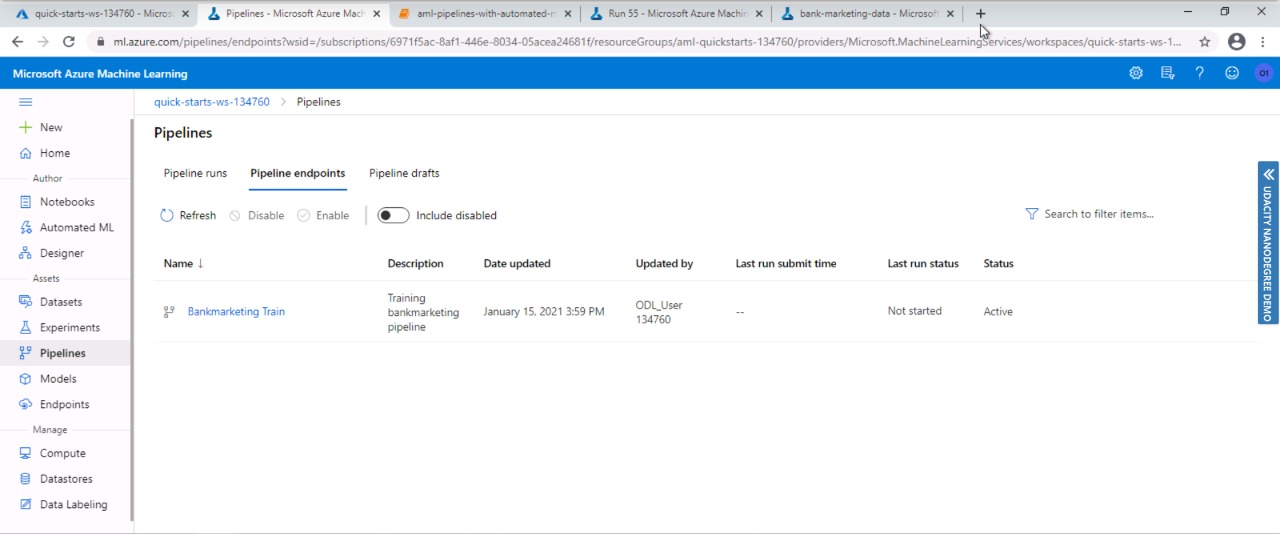 quick-starts-ws-134760 - Micros
Pipelines - Microsoft Azure Mach
aml-pipelines-with-automated-m
Run 55 - Microsoft Azure Machin
bank-marketing-data - Microsoft
ml.azure.com/pipelines/endpoints?wsid=/subscriptions/6971f5ac-8af1-446e-8034-05acea24681f/resourceGroups/aml-quickstarts-134760/providers/Microsoft.MachineLearningServices/workspaces/quick-starts-ws-1...
Microsoft Azure Machine Learning
O1
quick-starts-ws-134760 > Pipelines
New
Home
Author
Notebooks
Automated ML
Designer
Assets
Datasets
Experiments
Pipelines
Models
Endpoints
Manage
Compute
Datastores
Data Labeling
Pipelines
Pipeline runs Pipeline endpoints Pipeline drafts
Refresh Disable Enable Include disabled Search to filter items...
Name ↓ Description Date updated Updated by Last run submit time Last run status Status
Bankmarketing Train
Training
bankmarketing
pipeline
January 15, 2021 3:59 PM
ODL_User
134760
--
Not started
Active
UDACITY NANODEGREE DEMO